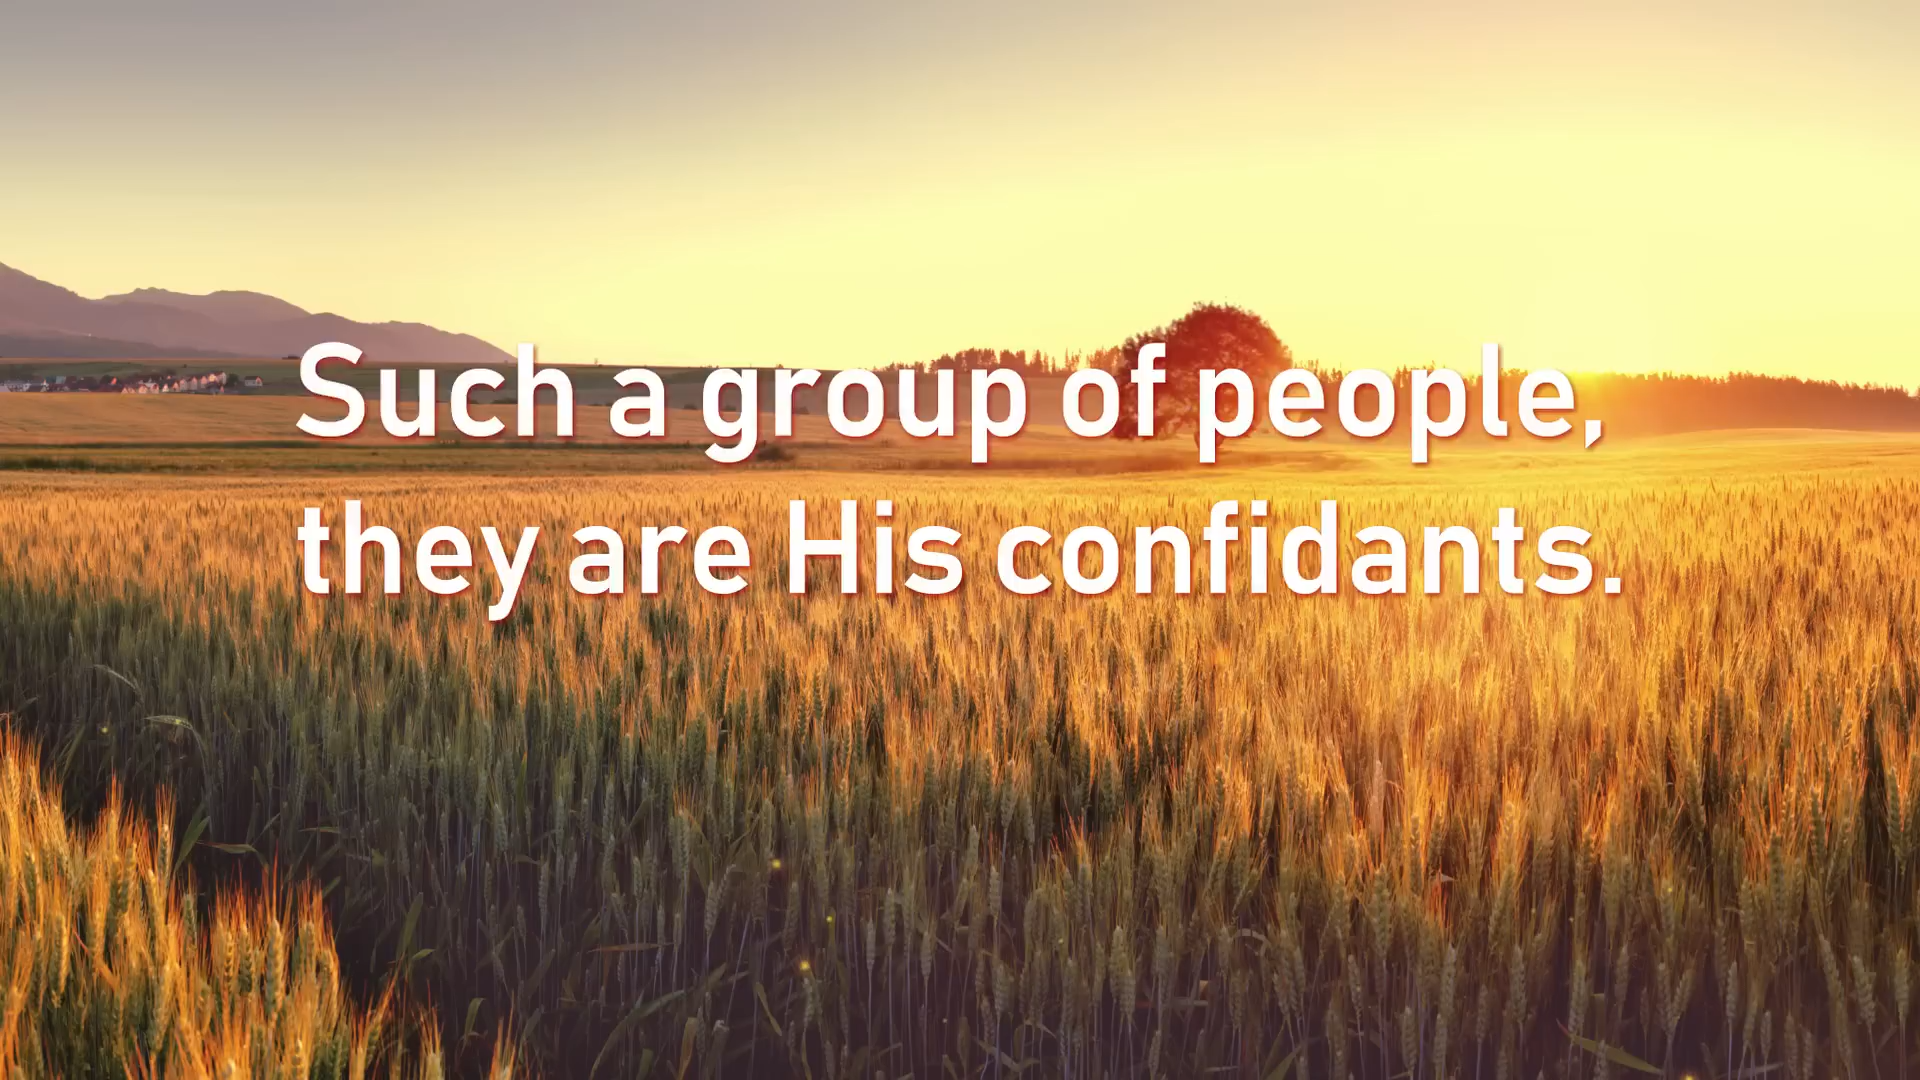 Such a group of people,
they are His confidants.